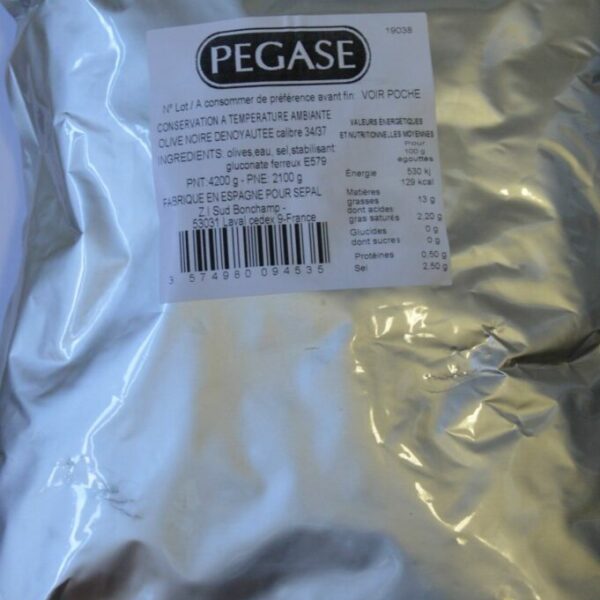 PEGASE
19038
N° Lot / A consommer de préférence avant fin: VOIR POCHE
CONSERVATION A TEMPERATURE AMBIANTE
OLIVE NOIRE DENOYAUTEE calibre 34/37
INGREDIENTS: olives,eau, sel,stabilisant
gluconate ferreux E579
PNT:4200 g - PNE: 2100 g
FABRIQUE EN ESPAGNE POUR SEPAL
Z.I Sud Bonchamp -
53031 Laval cedex 9-France
3 574980 094535
VALEURS ENERGETIQUES
ET NUTRITIONNELLES MOYENNES
Pour
100 g
égouttés
Énergie 530 kj
129 kcal
Matières
grasses 13 g
dont acides
gras saturés 2,20 g
Glucides 0 g
dont sucres 0 g
Protéines 0,50 g
Sel 2,50 g